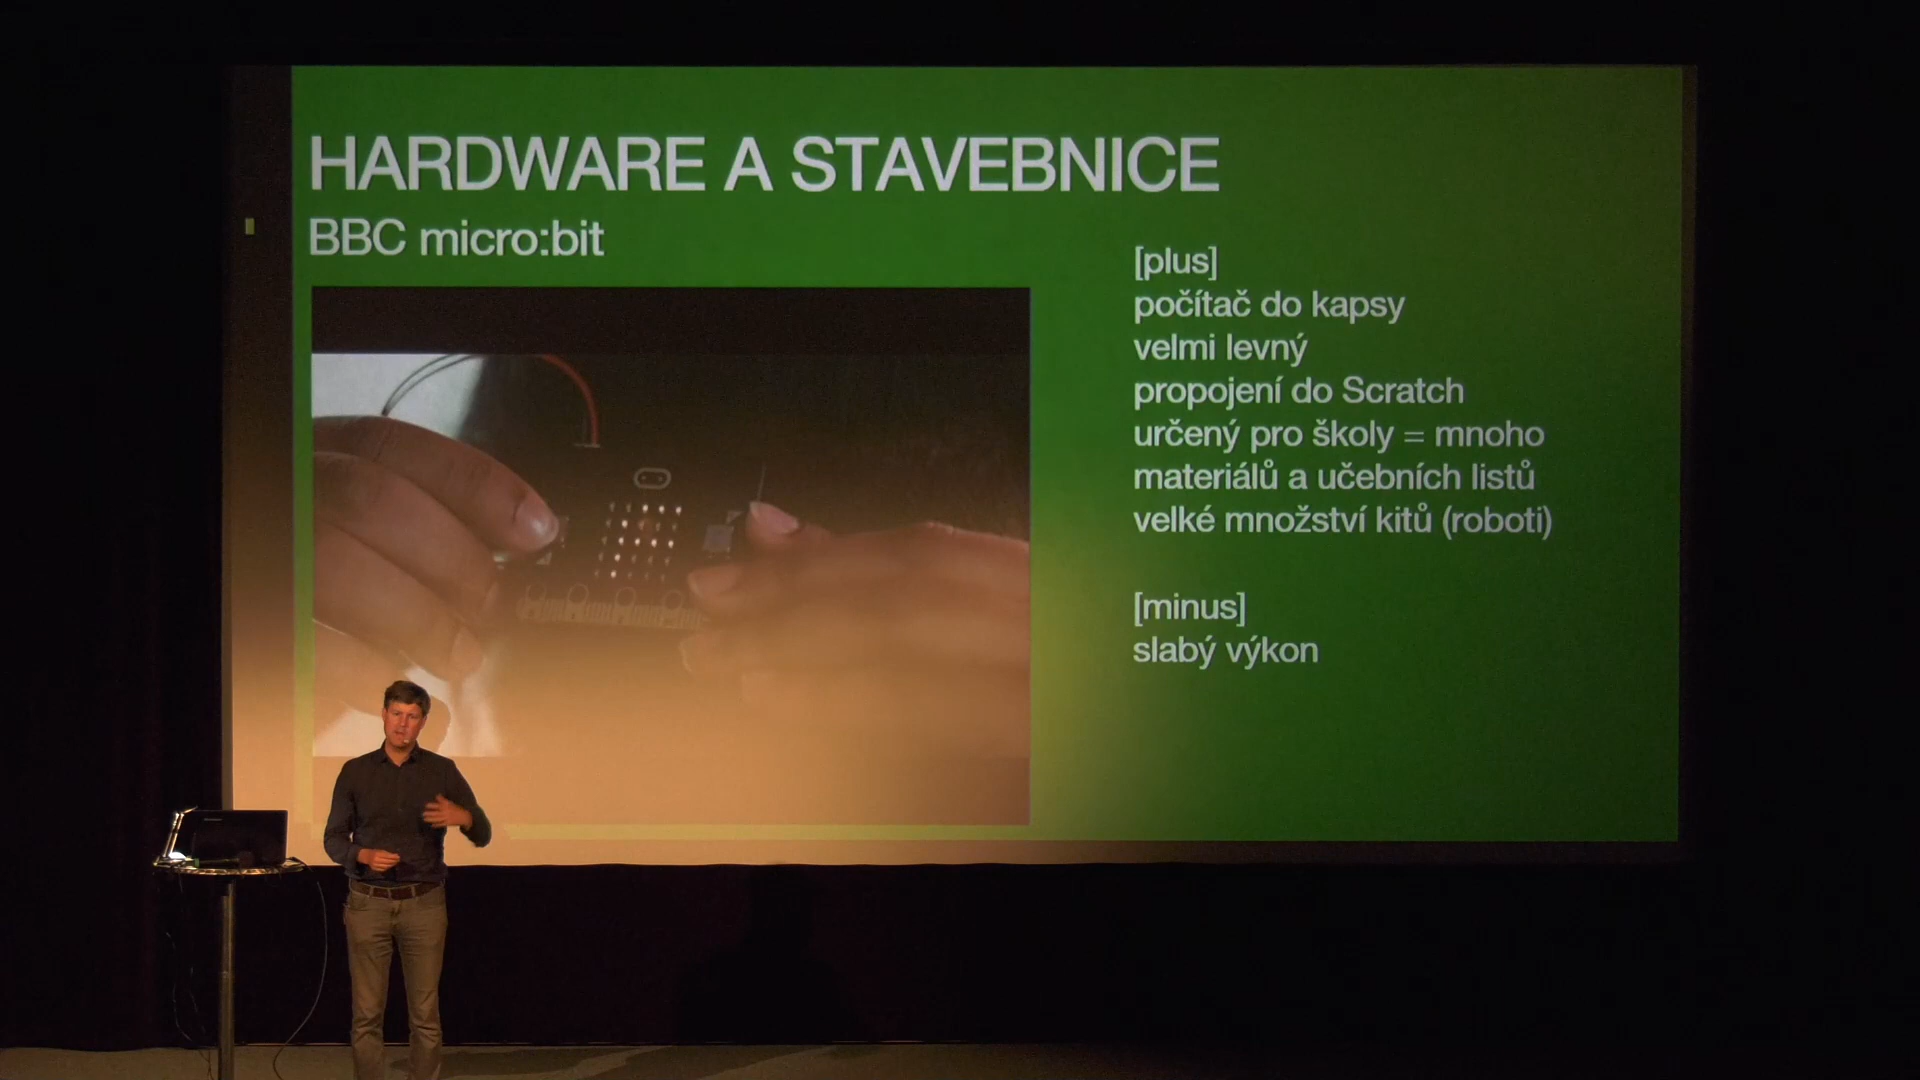 HARDWARE A STAVEBNICE
BBC micro:bit
[plus]
počítač do kapsy
velmi levný
propojení do Scratch
určený pro školy = mnoho
materiálů a učebních listů
velké množství kitů (roboti)
[minus]
slabý výkon